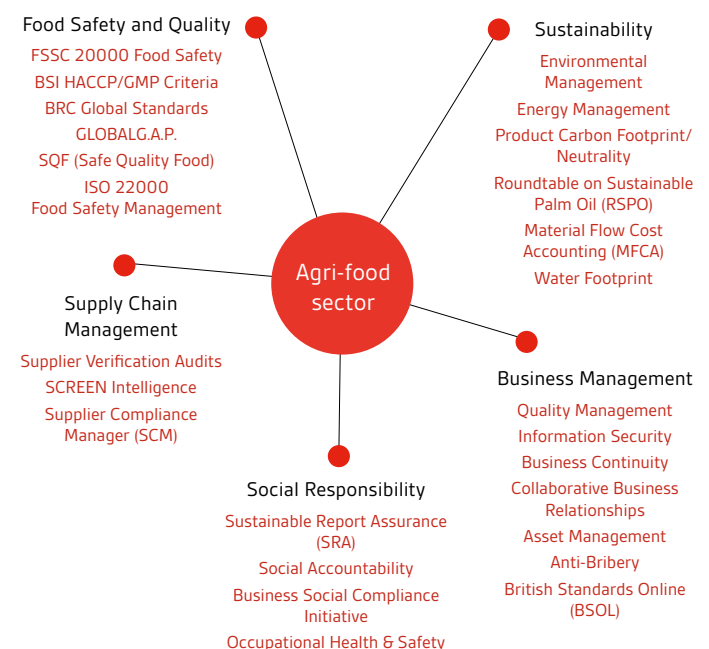 Food Safety and Quality
FSSC 20000 Food Safety
BSI HACCP/GMP Criteria
BRC Global Standards
GLOBALG.A.P.
SQF (Safe Quality Food)
ISO 22000
Food Safety Management
Sustainability
Environmental
Management
Energy Management
Product Carbon Footprint/
Neutrality
Roundtable on Sustainable
Palm Oil (RSPO)
Material Flow Cost
Accounting (MFCA)
Water Footprint
Agri-food
sector
Supply Chain
Management
Supplier Verification Audits
SCREEN Intelligence
Supplier Compliance
Manager (SCM)
Business Management
Quality Management
Information Security
Business Continuity
Collaborative Business
Relationships
Asset Management
Anti-Bribery
British Standards Online
(BSOL)
Social Responsibility
Sustainable Report Assurance
(SRA)
Social Accountability
Business Social Compliance
Initiative
Occupational Health & Safety